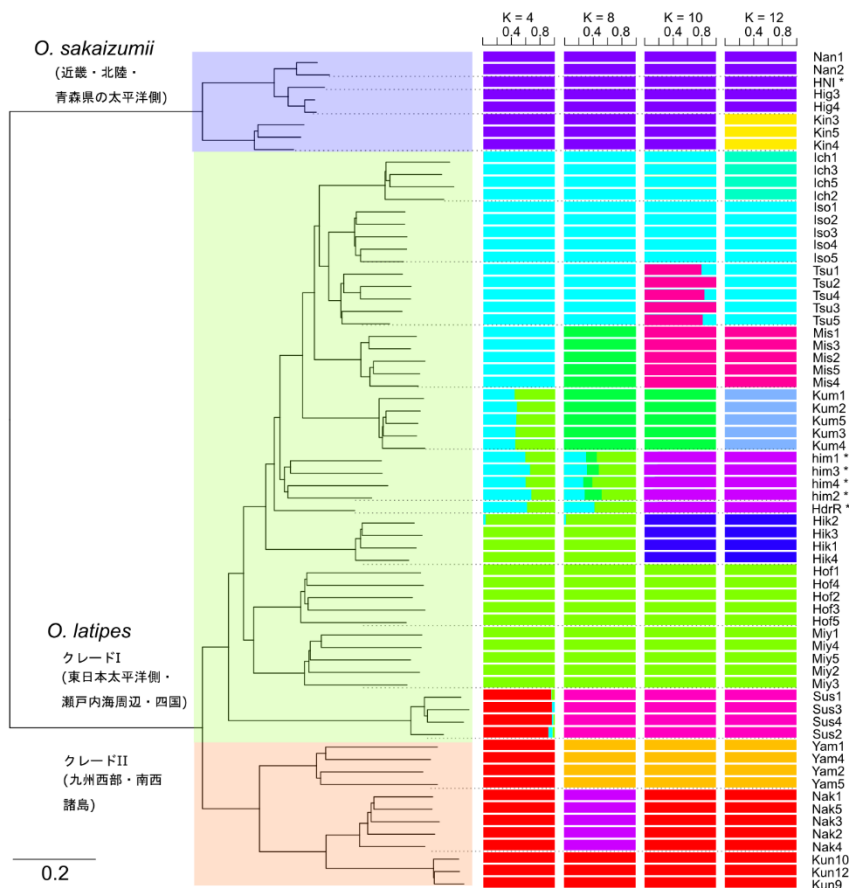 K = 4 K = 8 K = 10 K = 12
0.4 0.8 0.4 0.8 0.4 0.8 0.4 0.8
O. sakaizumii
(近畿・北陸・
青森県の太平洋側)
Nan1
Nan2
HNI *
Hig3
Hig4
Kin3
Kin5
Kin4
Ich1
Ich3
Ich5
Ich2
Iso1
Iso2
Iso3
Iso4
Iso5
Tsu1
Tsu2
Tsu4
Tsu3
Tsu5
Mis1
Mis3
Mis2
Mis5
Mis4
Kum1
Kum2
Kum5
Kum3
Kum4
him1 *
him3 *
him4 *
him2 *
HdrR *
Hik2
Hik3
Hik1
Hik4
Hof1
Hof4
Hof2
Hof3
Hof5
O. latipes
クレードI
(東日本太平洋側・
瀬戸内海周辺・四国)
Miy1
Miy4
Miy5
Miy2
Miy3
Sus1
Sus3
Sus4
Sus2
クレードII
(九州西部・南西
諸島)
Yam1
Yam4
Yam2
Yam5
Nak1
Nak5
Nak3
Nak2
Nak4
Kun10
Kun12
Kun9
0.2